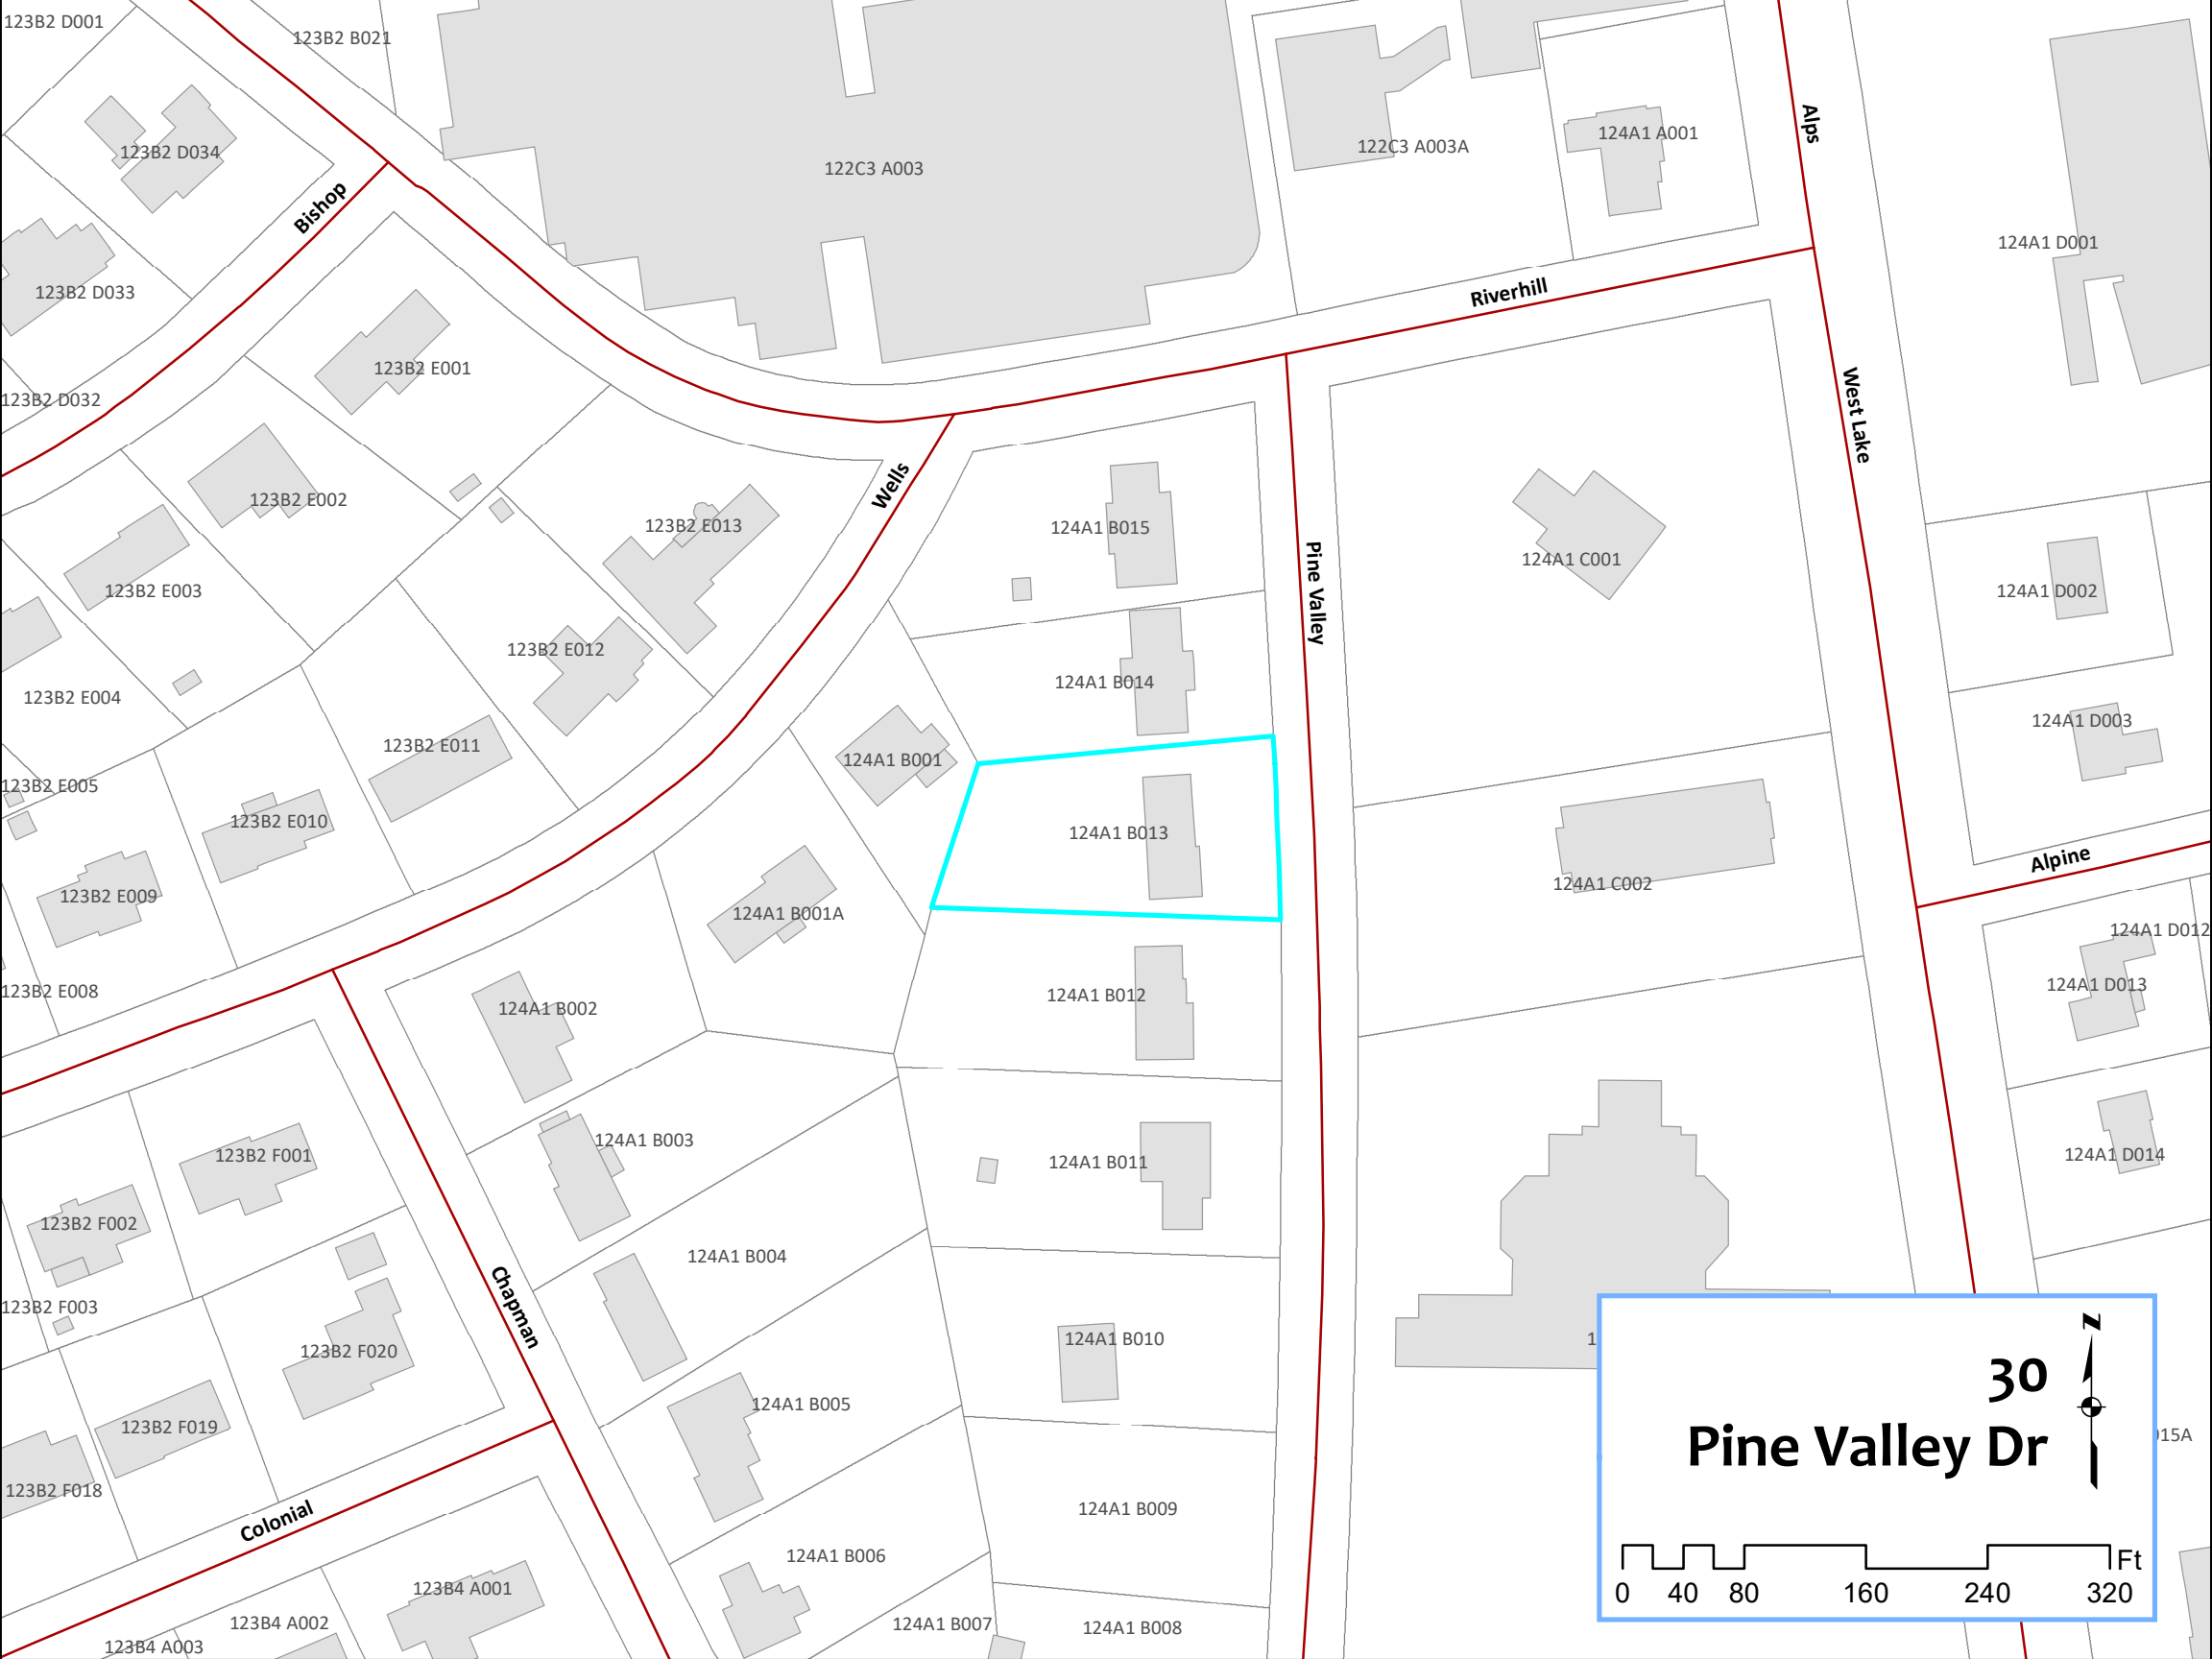 123B2 D001
123B2 B021
123B2 D034
122C3 A003
122C3 A003A
124A1 A001
Alps
Bishop
123B2 D033
124A1 D001
Riverhill
123B2 E001
123B2 D032
West Lake
123B2 E002
Wells
123B2 E013
124A1 B015
Pine Valley
124A1 C001
123B2 E003
124A1 D002
123B2 E012
123B2 E004
124A1 B014
124A1 D003
123B2 E011
124A1 B001
123B2 E005
123B2 E010
124A1 B013
Alpine
124A1 C002
123B2 E009
124A1 B001A
124A1 D012
124A1 D013
123B2 E008
124A1 B002
124A1 B012
124A1 B003
123B2 F001
124A1 B011
124A1 D014
123B2 F002
124A1 B004
123B2 F003
Chapman
123B2 F020
124A1 B010
1
123B2 F019
124A1 B005
15A
123B2 F018
Colonial
124A1 B009
124A1 B006
123B4 A001
123B4 A002
124A1 B007
124A1 B008
123B4 A003
N
30
Pine Valley Dr
Ft
0 40 80 160 240 320